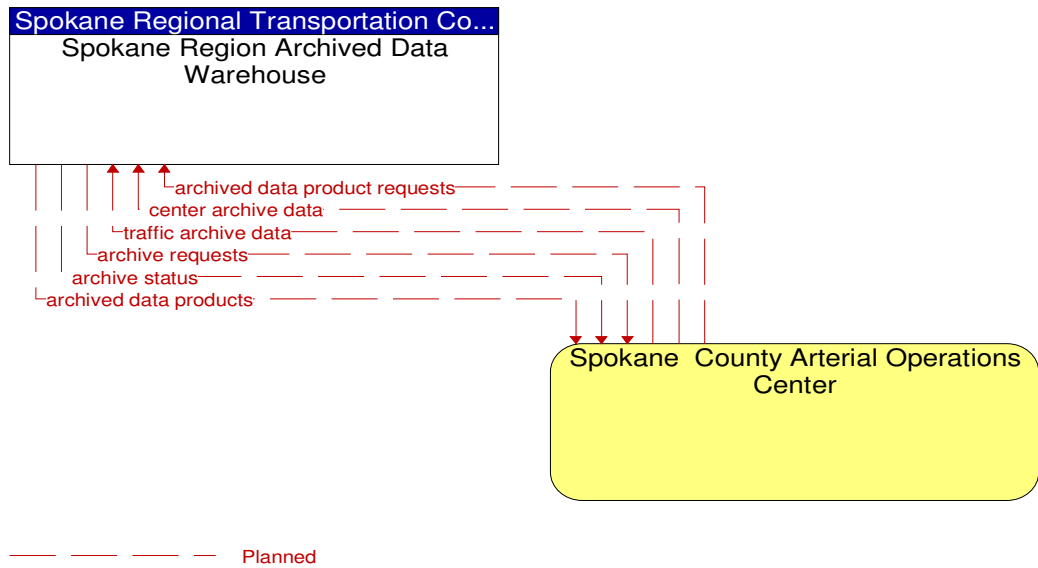 Spokane Regional Transportation Co...
Spokane Region Archived Data
Warehouse
archived data product requests
center archive data
traffic archive data
archive requests
archive status
archived data products
Spokane County Arterial Operations
Center
Planned